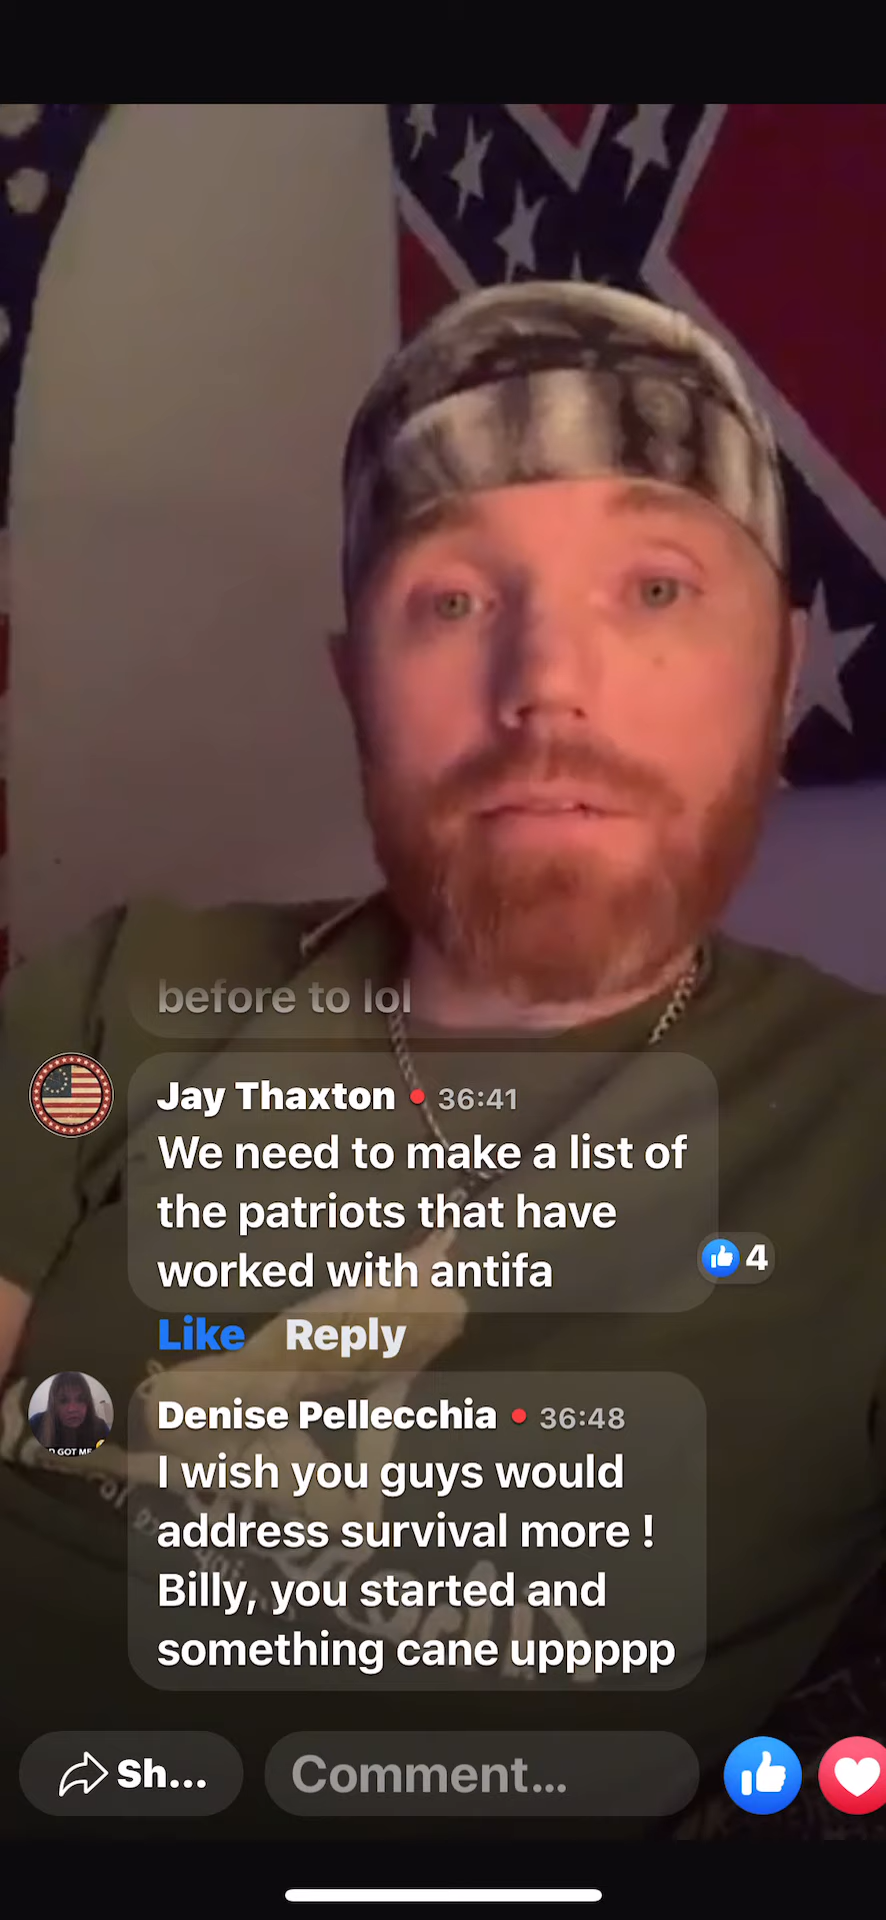 before to lol
Jay Thaxton 36:41
We need to make a list of
the patriots that have
worked with antifa
4
Like Reply
GOT ME
Denise Pellecchia 36:48
I wish you guys would
address survival more !
Billy, you started and
something cane uppppp
Sh...
Comment...